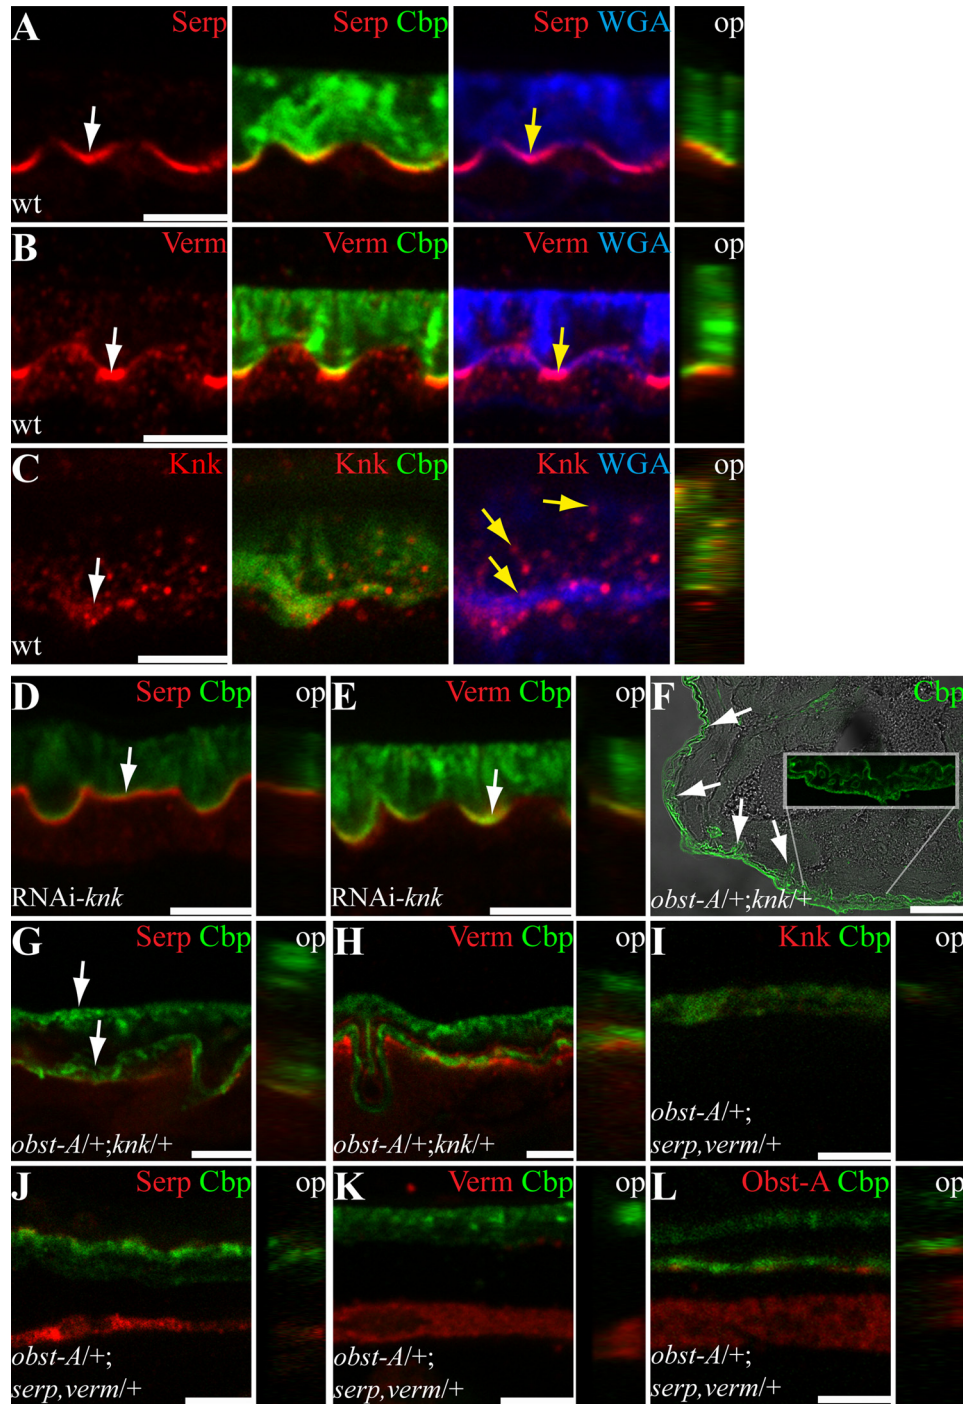 A Serp Serp Cbp Serp WGA op
wt
B Verm Verm Cbp Verm WGA op
wt
C Knk Knk Cbp Knk WGA op
wt
D Serp Cbp op E Verm Cbp op F Cbp
RNAi-knk RNAi-knk obst-A/+;knk/+
G Serp Cbp op H Verm Cbp op I Knk Cbp op
obst-A/+;knk/+ obst-A/+;knk/+ obst-A/+;
serp,verm/+
J Serp Cbp op K Verm Cbp op L Obst-A Cbp op
obst-A/+; obst-A/+; obst-A/+;
serp,verm/+ serp,verm/+ serp,verm/+